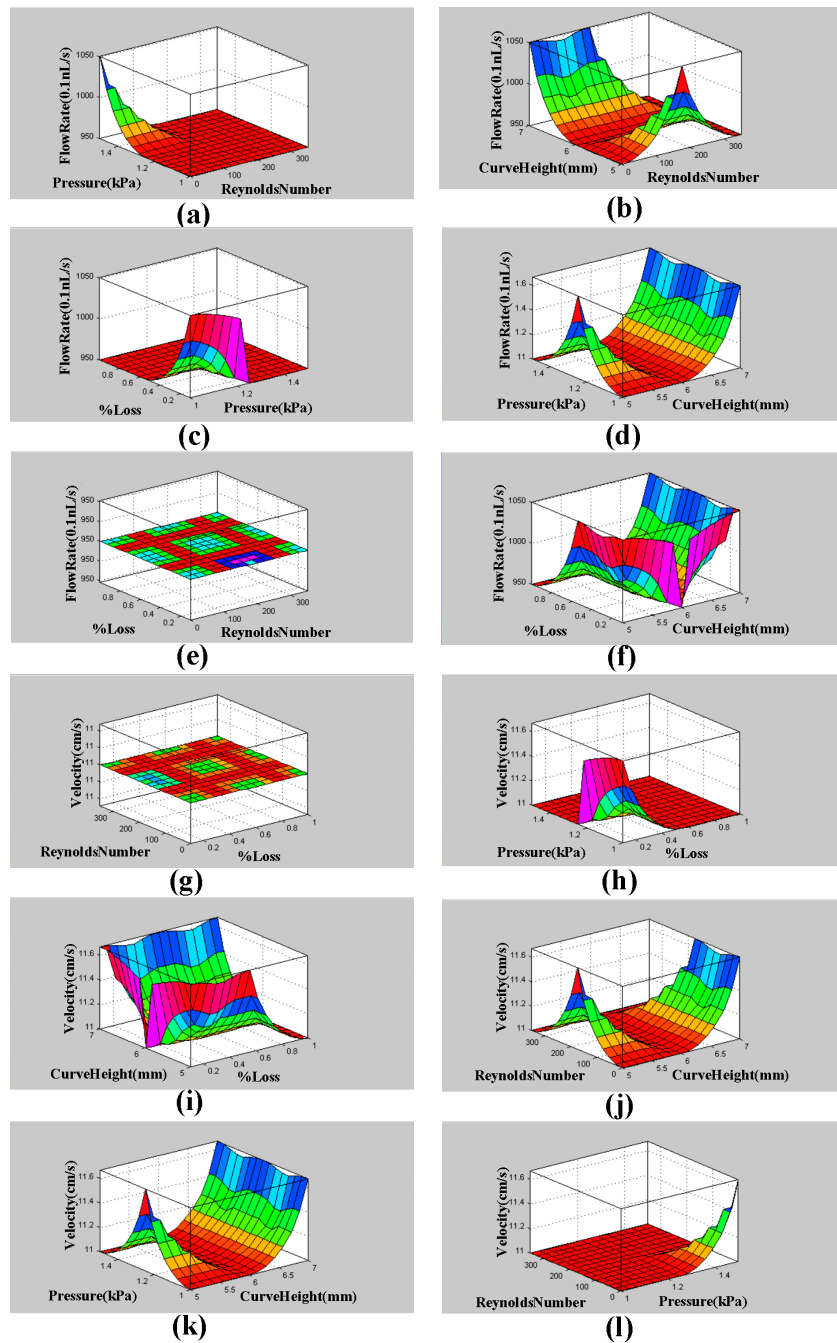 FlowRate(0.1nL/s)
1050
1000
950
1.4
1.2
1
Pressure(kPa)
0
100
200
300
ReynoldsNumber
(a)
FlowRate(0.1nL/s)
1050
1000
950
7
6
5
CurveHeight(mm)
0
100
200
300
ReynoldsNumber
(b)
FlowRate(0.1nL/s)
1050
1000
950
0.8
0.6
0.4
0.2
%Loss
1
1.2
1.4
Pressure(kPa)
(c)
FlowRate(0.1nL/s)
1.6
1.4
1.2
11
1.4
1.2
1
Pressure(kPa)
5
5.5
6
6.5
7
CurveHeight(mm)
(d)
FlowRate(0.1nL/s)
950
950
950
950
950
0.8
0.6
0.4
0.2
%Loss
0
100
200
300
ReynoldsNumber
(e)
FlowRate(0.1nL/s)
1050
1000
950
0.8
0.6
0.4
0.2
%Loss
5
5.5
6
6.5
7
CurveHeight(mm)
(f)
Velocity(cm/s)
11
11
11
11
300
200
100
0
ReynoldsNumber
0.2
0.4
0.6
0.8
1
%Loss
(g)
Velocity(cm/s)
11.6
11.4
11.2
11
1.4
1.2
1
Pressure(kPa)
0.2
0.4
0.6
0.8
1
%Loss
(h)
Velocity(cm/s)
11.6
11.4
11.2
11
7
6
5
CurveHeight(mm)
0.2
0.4
0.6
0.8
1
%Loss
(i)
Velocity(cm/s)
11.6
11.4
11.2
11
300
200
100
0
ReynoldsNumber
5
5.5
6
6.5
7
CurveHeight(mm)
(j)
Velocity(cm/s)
11.6
11.4
11.2
11
1.4
1.2
1
Pressure(kPa)
5
5.5
6
6.5
7
CurveHeight(mm)
(k)
Velocity(cm/s)
11.6
11.4
11.2
11
300
200
100
0
ReynoldsNumber
1
1.2
1.4
Pressure(kPa)
(l)